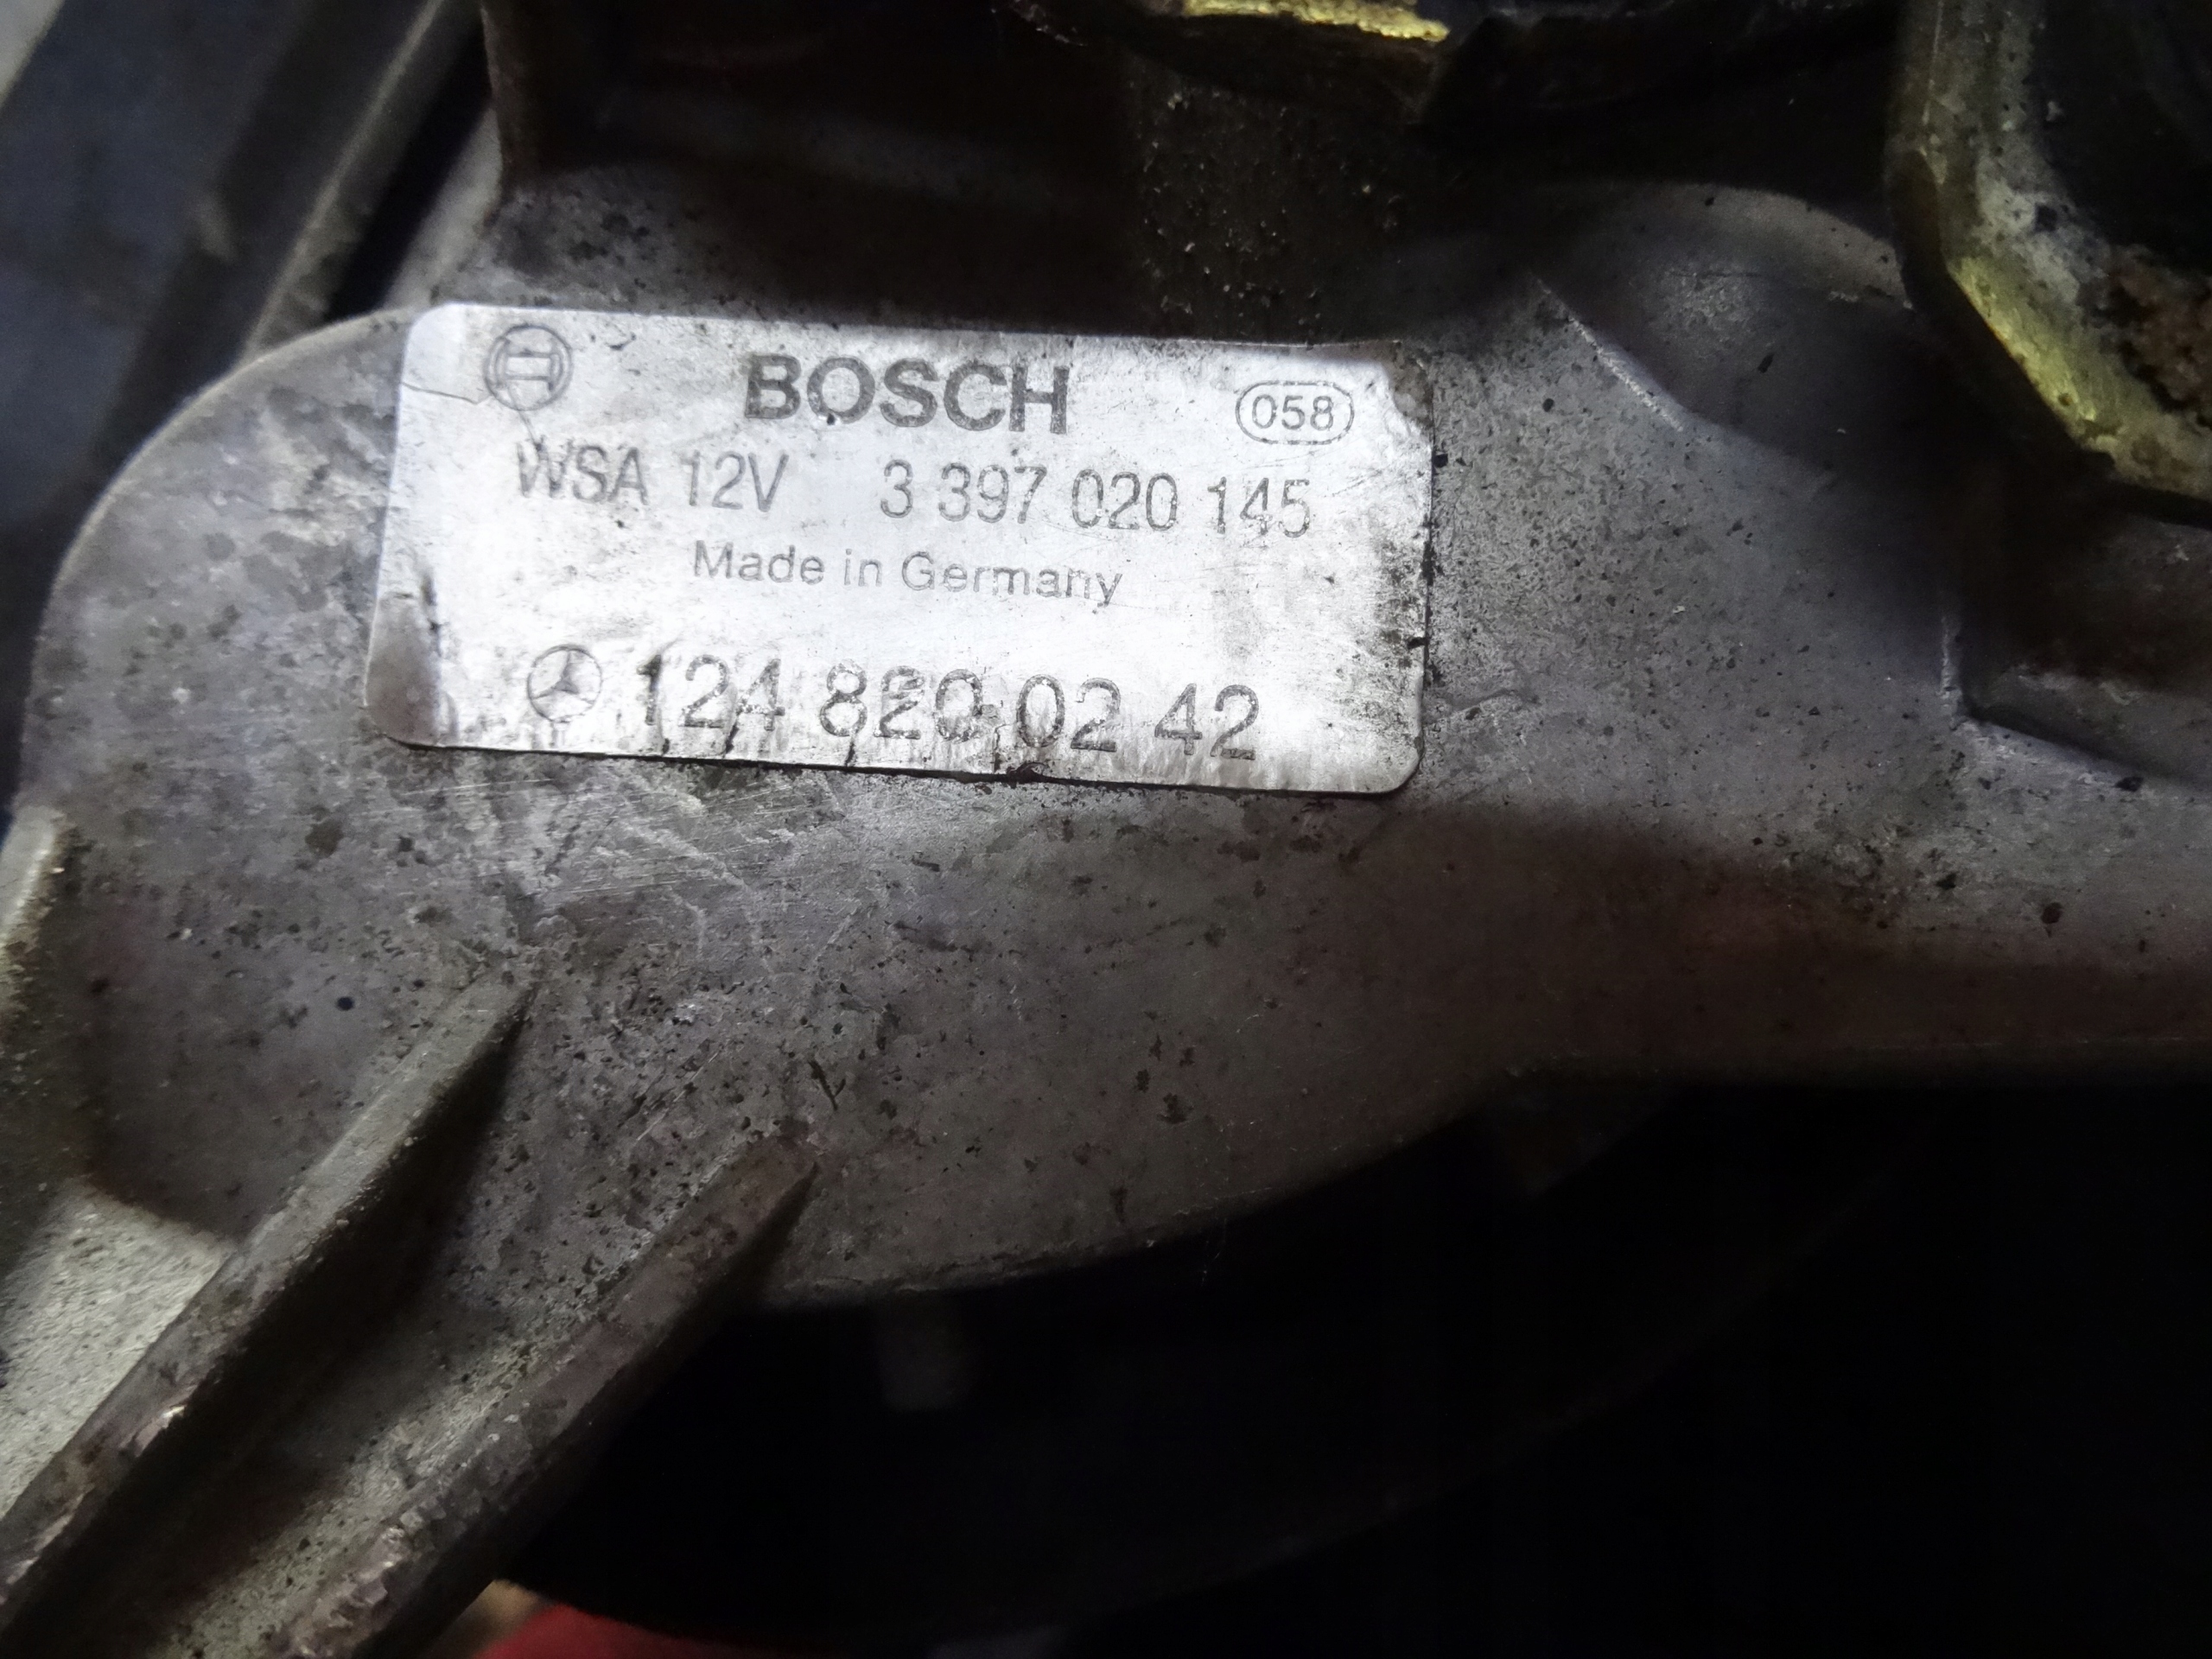 BOSCH 058
WSA 12V 3 397 020 145
Made in Germany
124 820 02 42